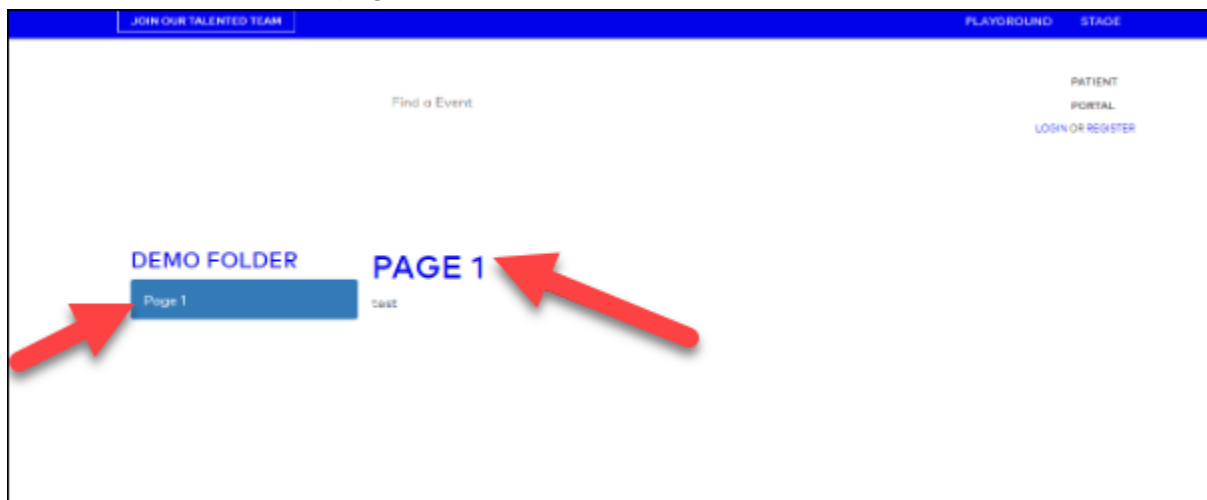 JOIN OUR TALENTED TEAM
PLAYGROUND
STAGE
Find a Event
PATIENT
PORTAL
LOGIN OR REGISTER
DEMO FOLDER
PAGE 1
Page 1
test